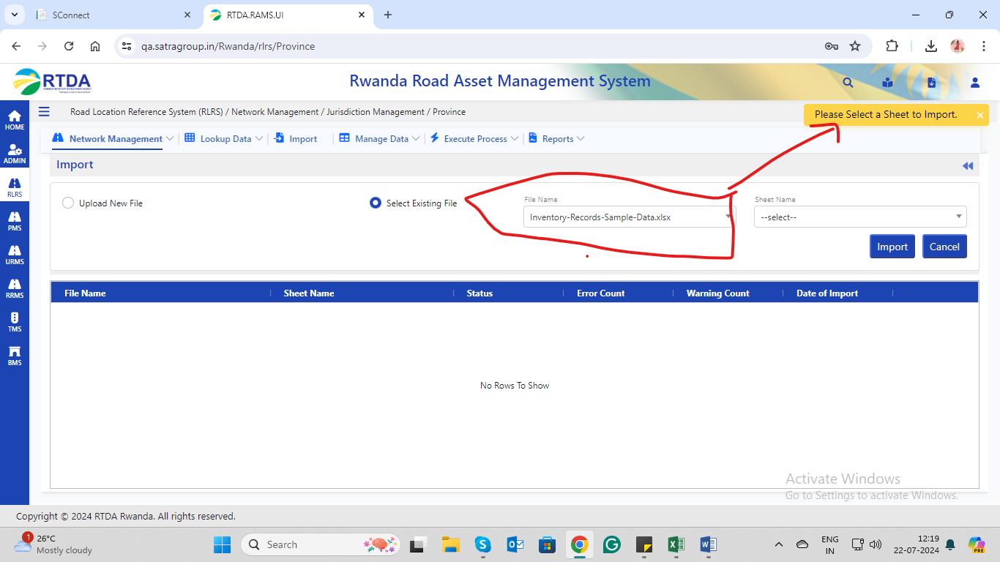 SConnect
RTDA.RAMS.UI
qa.satragroup.in/Rwanda/rlrs/Province
RTDA
Rwanda Road Asset Management System
HOME
ADMIN
RLRS
PMS
URMS
RRMS
TMS
BMS
Road Location Reference System (RLRS) / Network Management / Jurisdiction Management / Province
Please Select a Sheet to Import.
Network Management
Lookup Data
Import
Manage Data
Execute Process
Reports
Import
Upload New File
Select Existing File
File Name
Inventory-Records-Sample-Data.xlsx
Sheet Name
--select--
Import
Cancel
File Name
Sheet Name
Status
Error Count
Warning Count
Date of Import
No Rows To Show
Activate Windows
Go to Settings to activate Windows.
Copyright © 2024 RTDA Rwanda. All rights reserved.
1
26°C
Mostly cloudy
Search
ENG
IN
12:19
22-07-2024
PRE